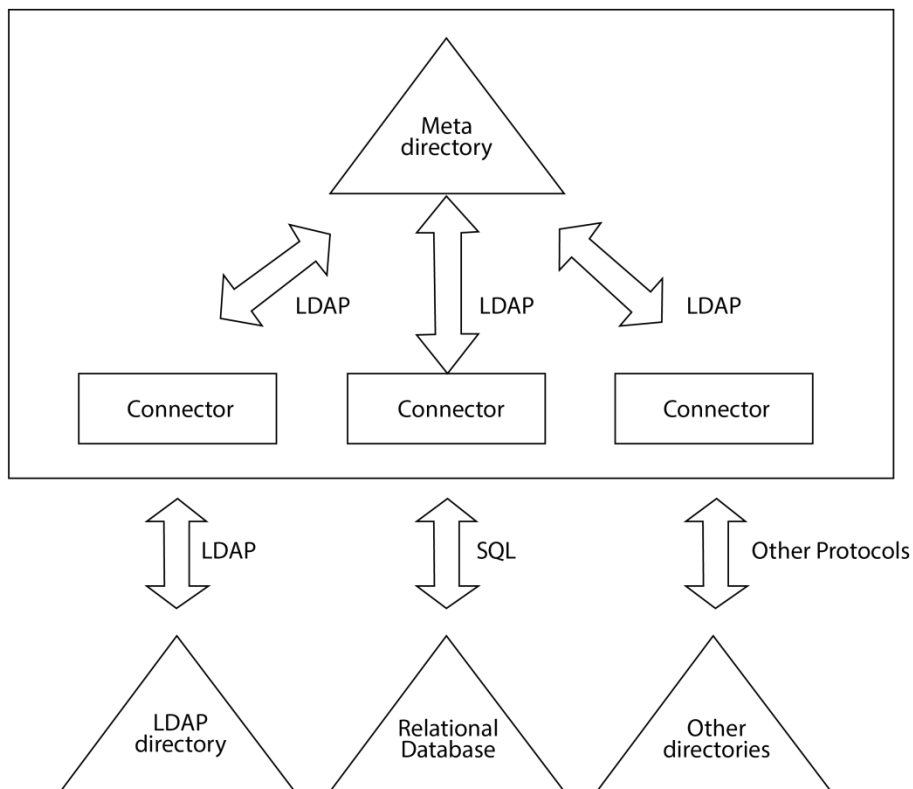 Meta
directory
LDAP
LDAP
LDAP
Connector
Connector
Connector
LDAP
SQL
Other Protocols
LDAP
directory
Relational
Database
Other
directories